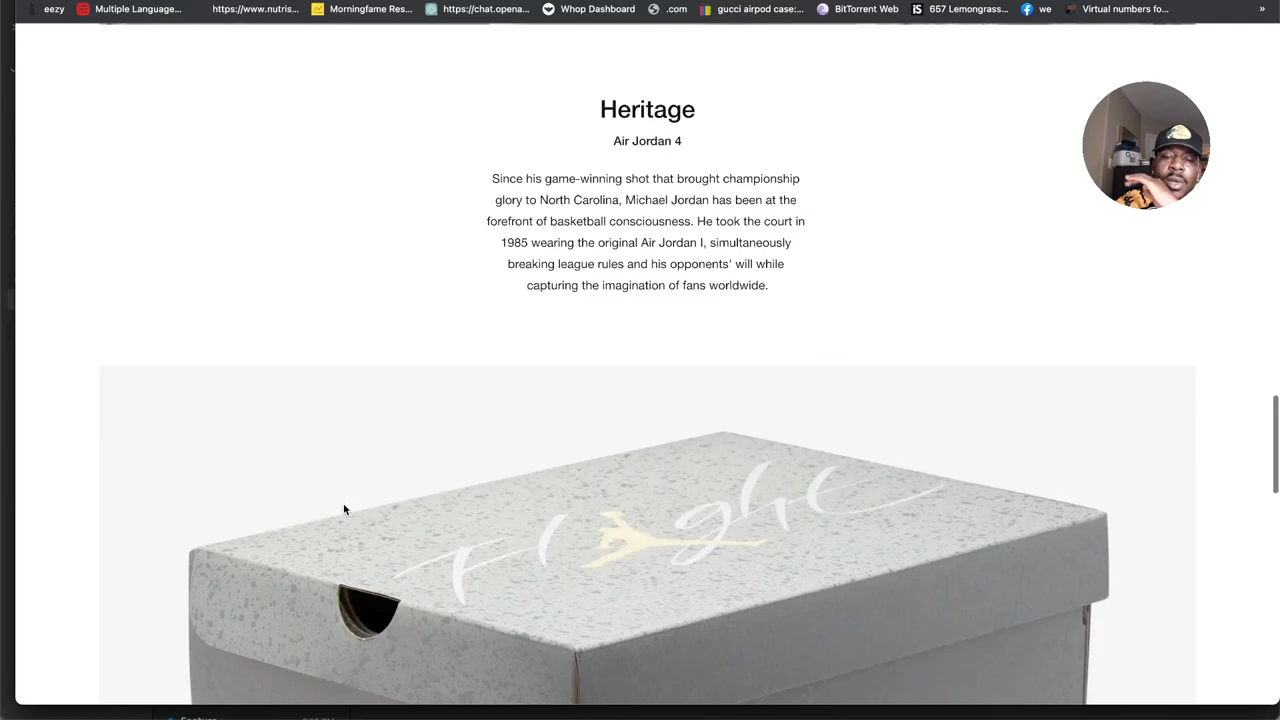 eezy Multiple Language... https://www.nutris... Morningfame Res... https://chat.opena... Whop Dashboard .com gucci airpod case:... BitTorrent Web 657 Lemongrass... we Virtual numbers fo... »
Heritage
Air Jordan 4
Since his game-winning shot that brought championship
glory to North Carolina, Michael Jordan has been at the
forefront of basketball consciousness. He took the court in
1985 wearing the original Air Jordan I, simultaneously
breaking league rules and his opponents' will while
capturing the imagination of fans worldwide.
Flight